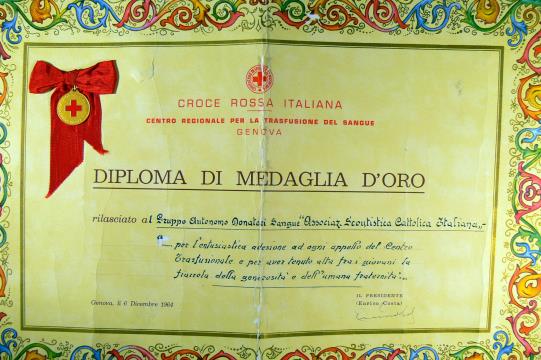 CROCE ROSSA ITALIANA
CENTRO REGIONALE PER LA TRASFUSIONE DEL SANGUE
GENOVA
DIPLOMA DI MEDAGLIA D'ORO
rilasciato al Gruppo Autonomo Donatori Sangue "Associaz. Scoutistica Cattolica Italiana„-
per l'entusiastica adesione ad ogni appello del Centro
Trasfusionale e per aver tenuto alta fra i giovani la
fiaccola della generosità e dell'umana fraternità..
Genova, li 6 Dicembre 1964
IL PRESIDENTE
(Enrico Costa)